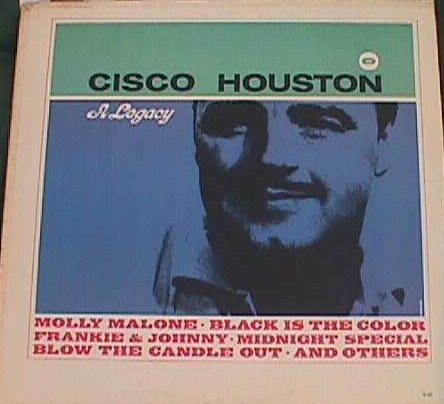 CISCO HOUSTON
A Legacy
MOLLY MALONE · BLACK IS THE COLOR
FRANKIE & JOHNNY · MIDNIGHT SPECIAL
BLOW THE CANDLE OUT · AND OTHERS